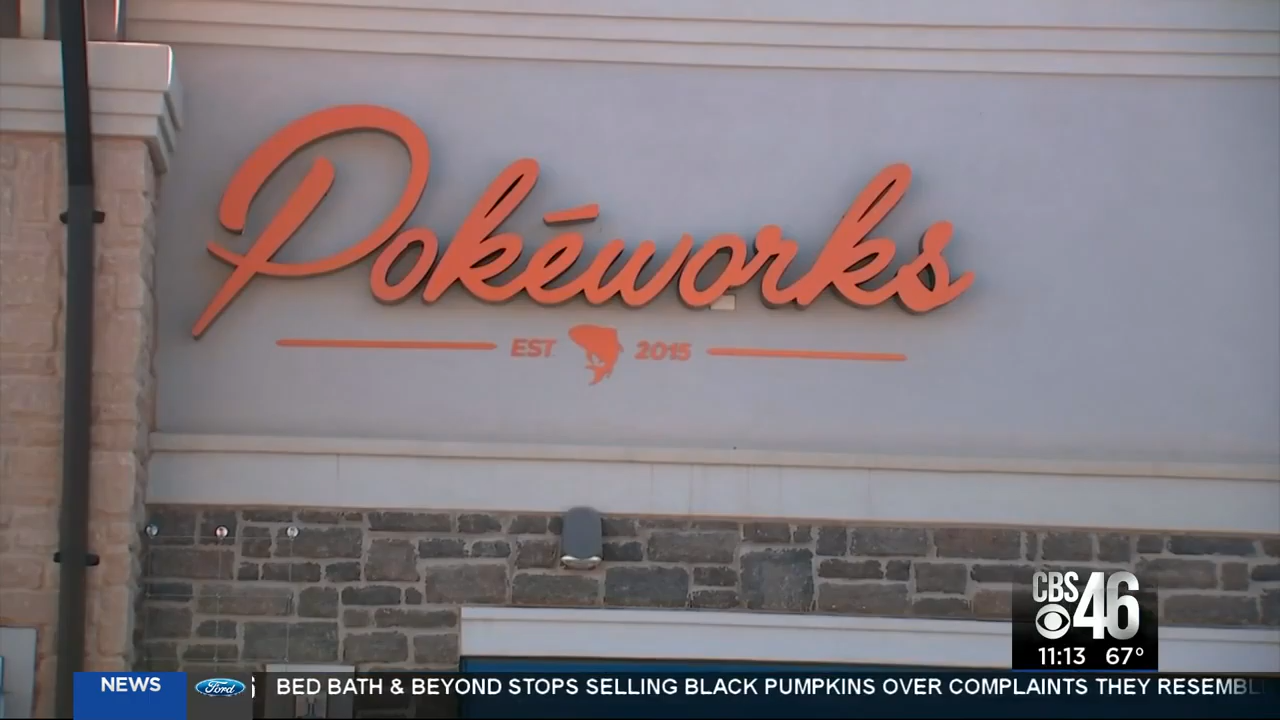 Pokéworks
EST 2015
CBS 46
11:13 67°
NEWS Ford BED BATH & BEYOND STOPS SELLING BLACK PUMPKINS OVER COMPLAINTS THEY RESEMBL